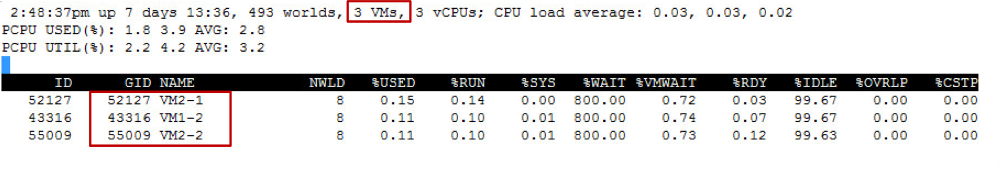 2:48:37pm up 7 days 13:36, 493 worlds, 3 VMs, 3 vCPUs; CPU load average: 0.03, 0.03, 0.02
PCPU USED(%): 1.8 3.9 AVG: 2.8
PCPU UTIL(%): 2.2 4.2 AVG: 3.2
ID GID NAME NWLD %USED %RUN %SYS %WAIT %VMWAIT %RDY %IDLE %OVRLP %CSTP
52127 52127 VM2-1 8 0.15 0.14 0.00 800.00 0.72 0.03 99.67 0.00 0.00
43316 43316 VM1-2 8 0.11 0.10 0.01 800.00 0.74 0.07 99.67 0.00 0.00
55009 55009 VM2-2 8 0.11 0.10 0.01 800.00 0.73 0.12 99.63 0.00 0.00